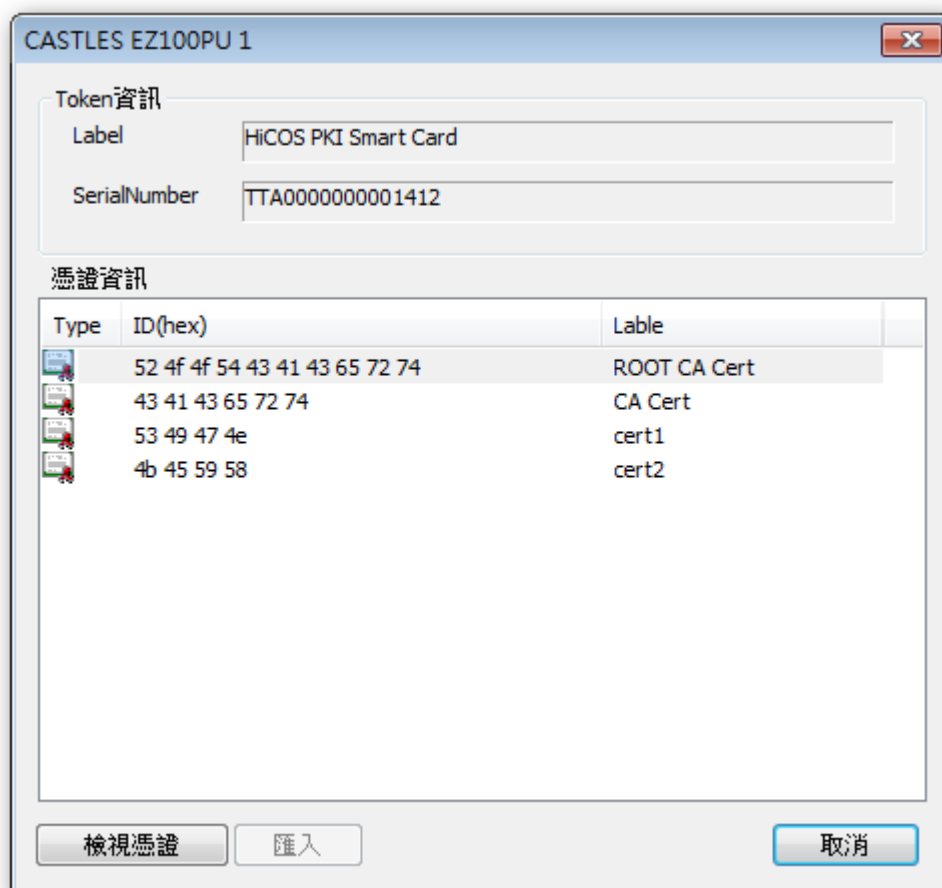 CASTLES EZ100PU 1
Token資訊
Label HiCOS PKI Smart Card
SerialNumber TTA0000000001412
憑證資訊
Type ID(hex) Lable
52 4f 4f 54 43 41 43 65 72 74 ROOT CA Cert
43 41 43 65 72 74 CA Cert
53 49 47 4e cert1
4b 45 59 58 cert2
檢視憑證 匯入 取消